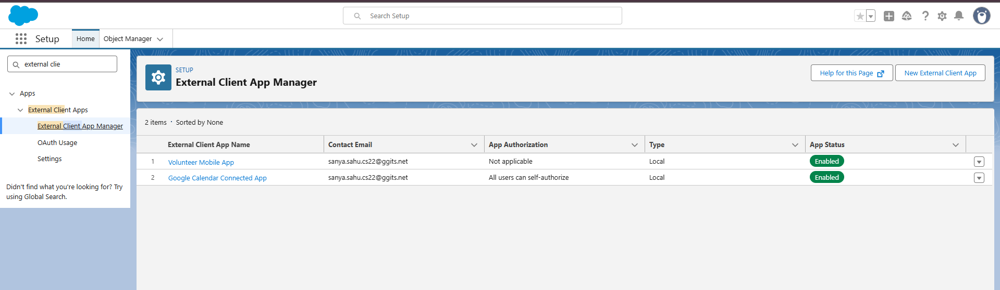 Search Setup
Setup
Home
Object Manager
external clie
Apps
External Client Apps
External Client App Manager
OAuth Usage
Settings
Didn't find what you're looking for? Try
using Global Search.
SETUP
External Client App Manager
Help for this Page
New External Client App
2 items · Sorted by None
External Client App Name Contact Email App Authorization Type App Status
1 Volunteer Mobile App sanya.sahu.cs22@ggits.net Not applicable Local Enabled
2 Google Calendar Connected App sanya.sahu.cs22@ggits.net All users can self-authorize Local Enabled